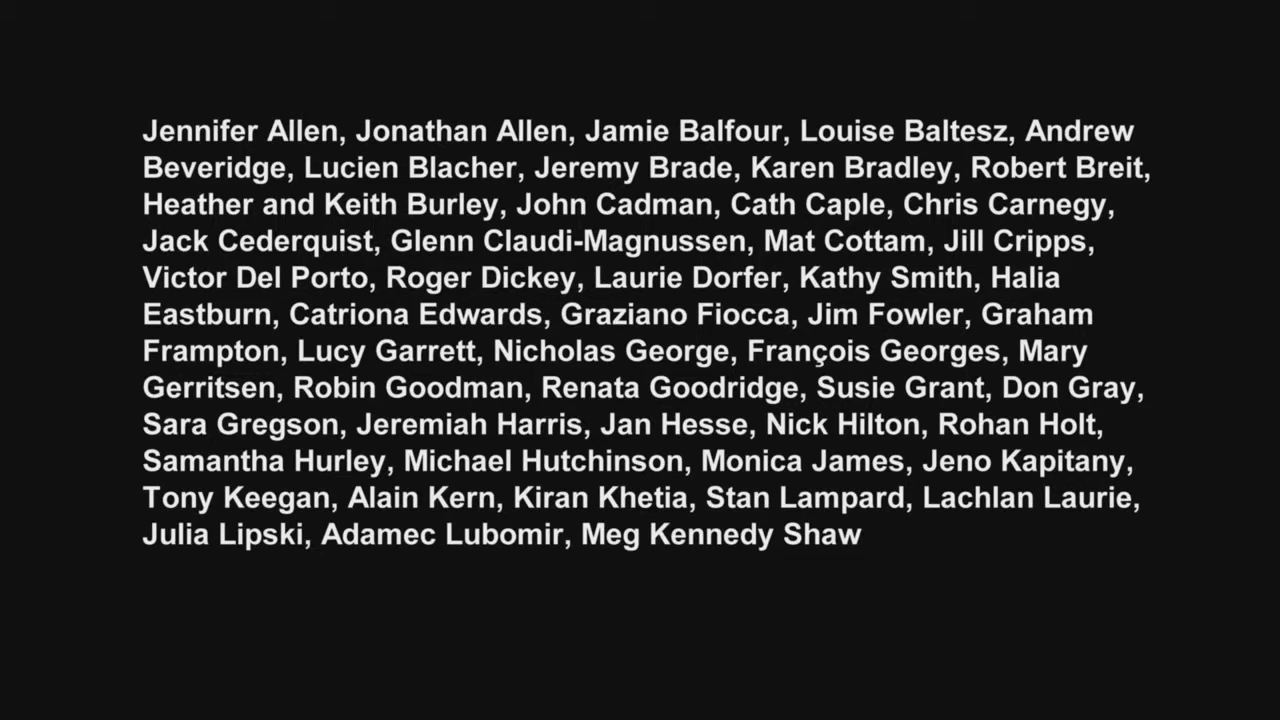 Jennifer Allen, Jonathan Allen, Jamie Balfour, Louise Baltesz, Andrew
Beveridge, Lucien Blacher, Jeremy Brade, Karen Bradley, Robert Breit,
Heather and Keith Burley, John Cadman, Cath Caple, Chris Carnegy,
Jack Cederquist, Glenn Claudi-Magnussen, Mat Cottam, Jill Cripps,
Victor Del Porto, Roger Dickey, Laurie Dorfer, Kathy Smith, Halia
Eastburn, Catriona Edwards, Graziano Fiocca, Jim Fowler, Graham
Frampton, Lucy Garrett, Nicholas George, François Georges, Mary
Gerritsen, Robin Goodman, Renata Goodridge, Susie Grant, Don Gray,
Sara Gregson, Jeremiah Harris, Jan Hesse, Nick Hilton, Rohan Holt,
Samantha Hurley, Michael Hutchinson, Monica James, Jeno Kapitany,
Tony Keegan, Alain Kern, Kiran Khetia, Stan Lampard, Lachlan Laurie,
Julia Lipski, Adamec Lubomir, Meg Kennedy Shaw